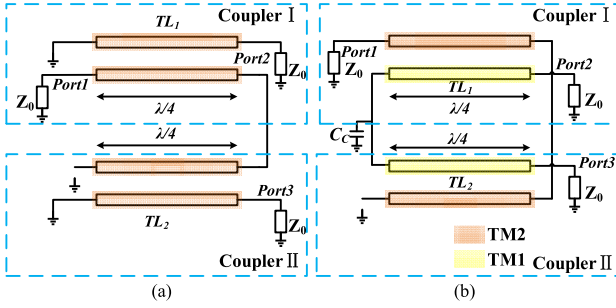 TL1 Coupler Ⅰ
Port1 Port2
Z0 λ/4 Z0
λ/4
Port3
TL2 Z0
Coupler Ⅱ
(a)
Coupler Ⅰ
Port1 Port2
Z0 TL1
λ/4 Z0
CC λ/4
Port3
TL2
Z0
TM2
TM1 Coupler Ⅱ
(b)